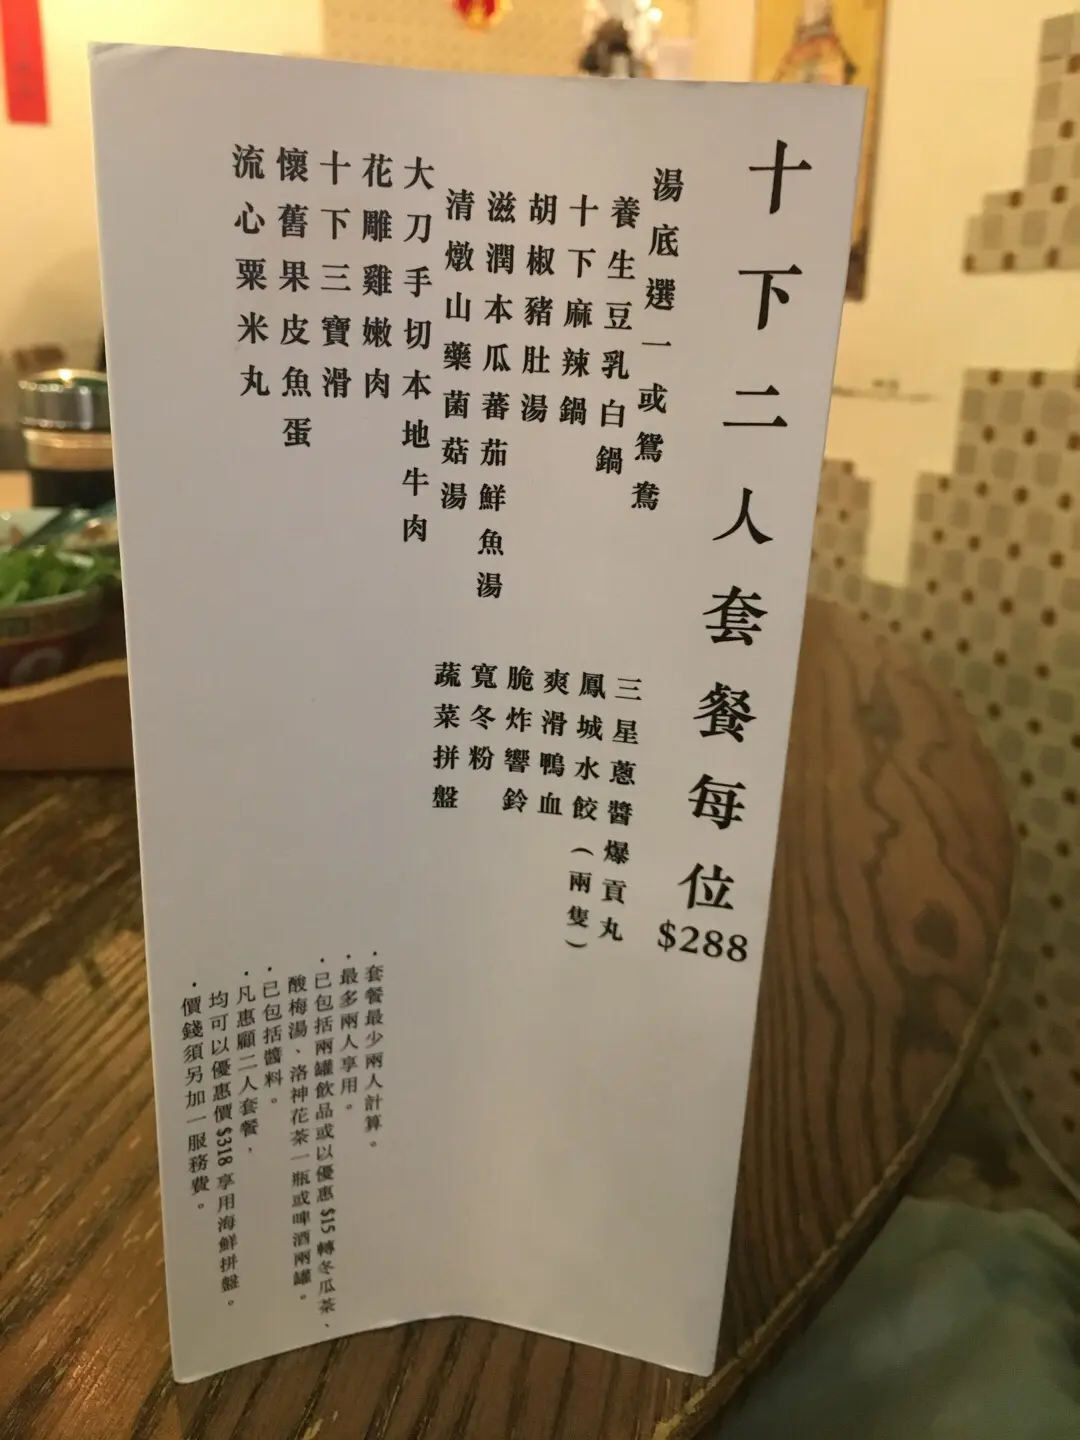 十下二人套餐每位
$288
湯底選一或鴛鴦
養生豆乳白鍋
十下麻辣鍋
胡椒豬肚湯
滋潤本瓜蕃茄鮮魚湯
清燉山藥菌菇湯
大刀手切本地牛肉
花雕雞嫩肉
十下三寶滑
懷舊果皮魚蛋
流心粟米丸
三星蔥醬爆貢丸
鳳城水餃(兩隻)
爽滑鴨血
脆炸響鈴
寬冬粉
蔬菜拼盤
・套餐最少兩人計算。
・最多兩人享用。
・已包括兩罐飲品或以優惠$15轉冬瓜茶、
酸梅湯、洛神花茶一瓶或啤酒兩罐。
・已包括醬料。
・凡惠顧二人套餐，
均可以優惠價$318享用海鮮拼盤。
・價錢須另加一服務費。